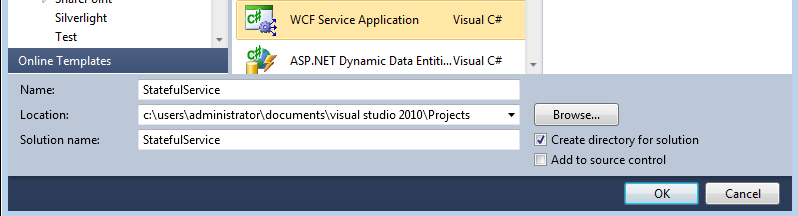 SharePoint
Silverlight
Test
Online Templates
WCF Service Application Visual C#
ASP.NET Dynamic Data Entiti...Visual C#
Name: StatefulService
Location: c:\users\administrator\documents\visual studio 2010\Projects Browse...
Solution name: StatefulService
Create directory for solution
Add to source control
OK Cancel